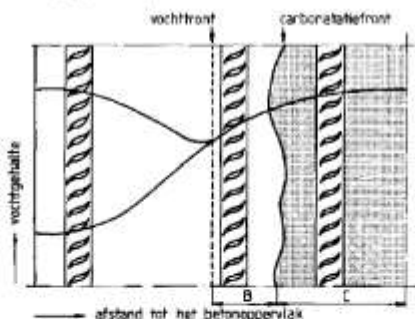 vochtfront
carbonatatiefront
vochtgehalte
B
C
afstand tot het betonoppervlak